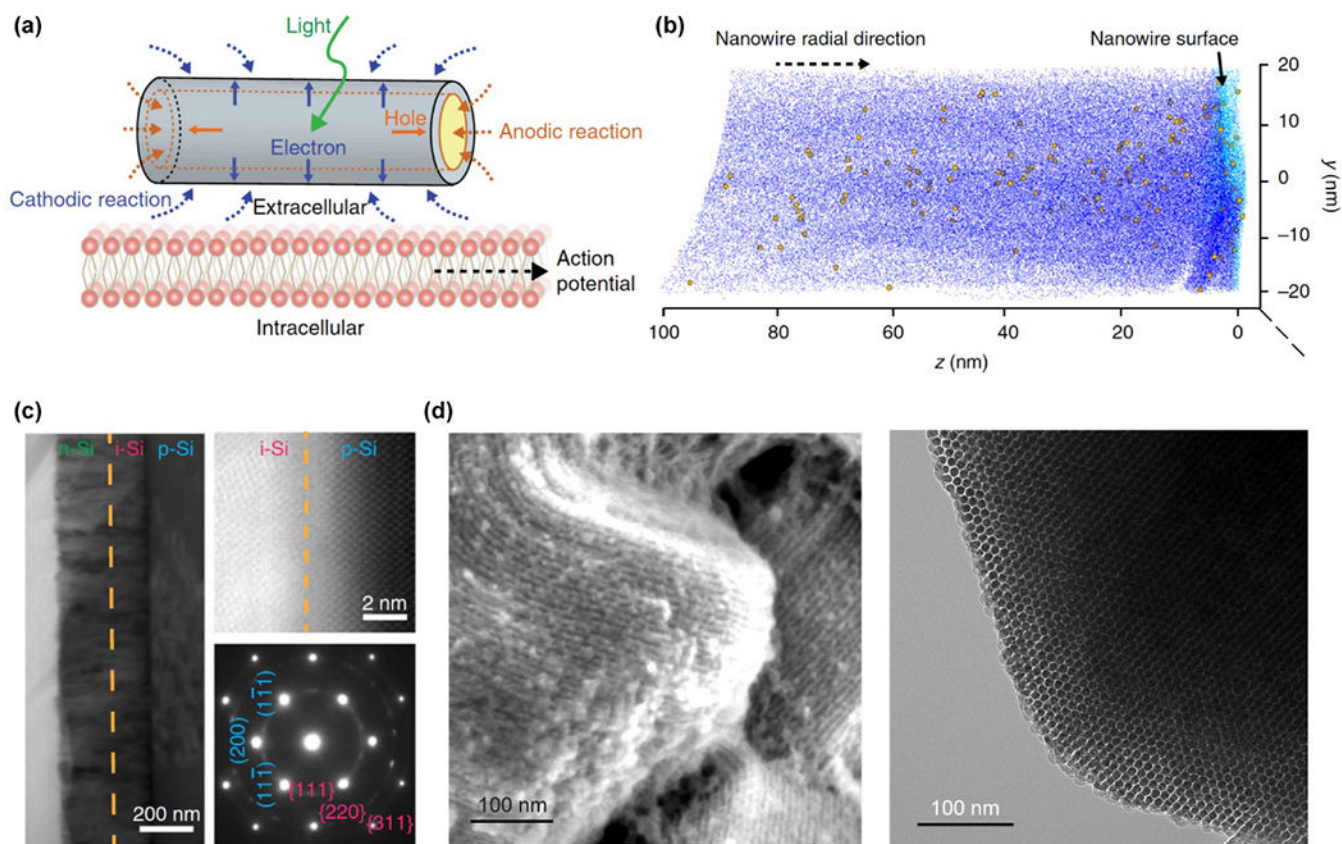 (a)
Light
Hole
Anodic reaction
Electron
Cathodic reaction
Extracellular
Action
potential
Intracellular
(b)
Nanowire radial direction
Nanowire surface
20
10
0
−10
−20
y (nm)
100
80
60
40
20
0
z (nm)
(c)
n-Si
i-Si
p-Si
200 nm
i-Si
p-Si
2 nm
(11̅1)
(200)
(111̅)
{111}
{220}
{311}
(d)
100 nm
100 nm